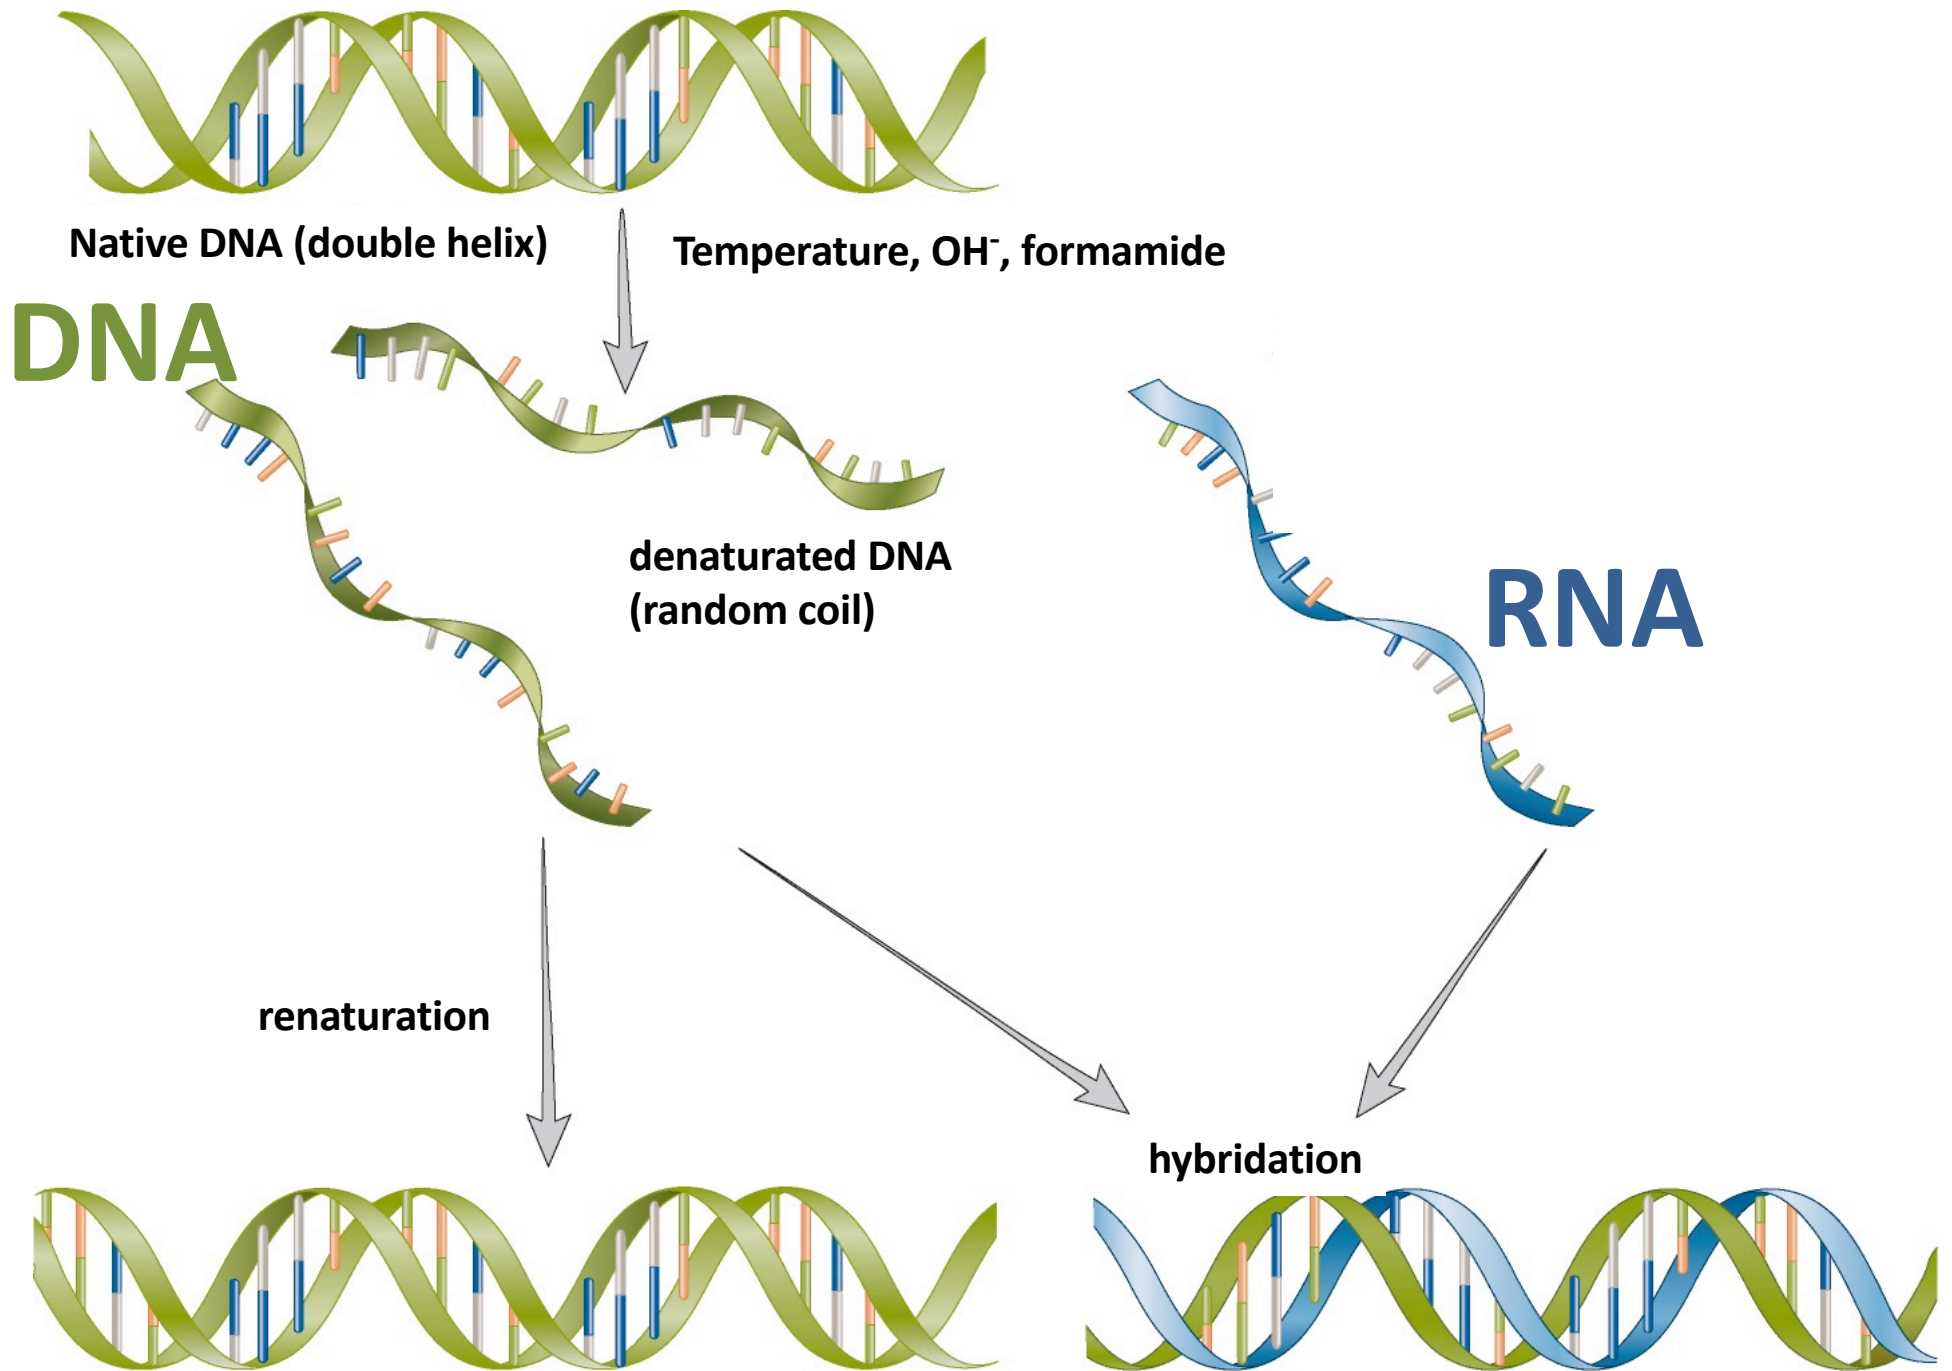 Native DNA (double helix)
Temperature, OH⁻, formamide
DNA
denaturated DNA
(random coil)
RNA
renaturation
hybridation